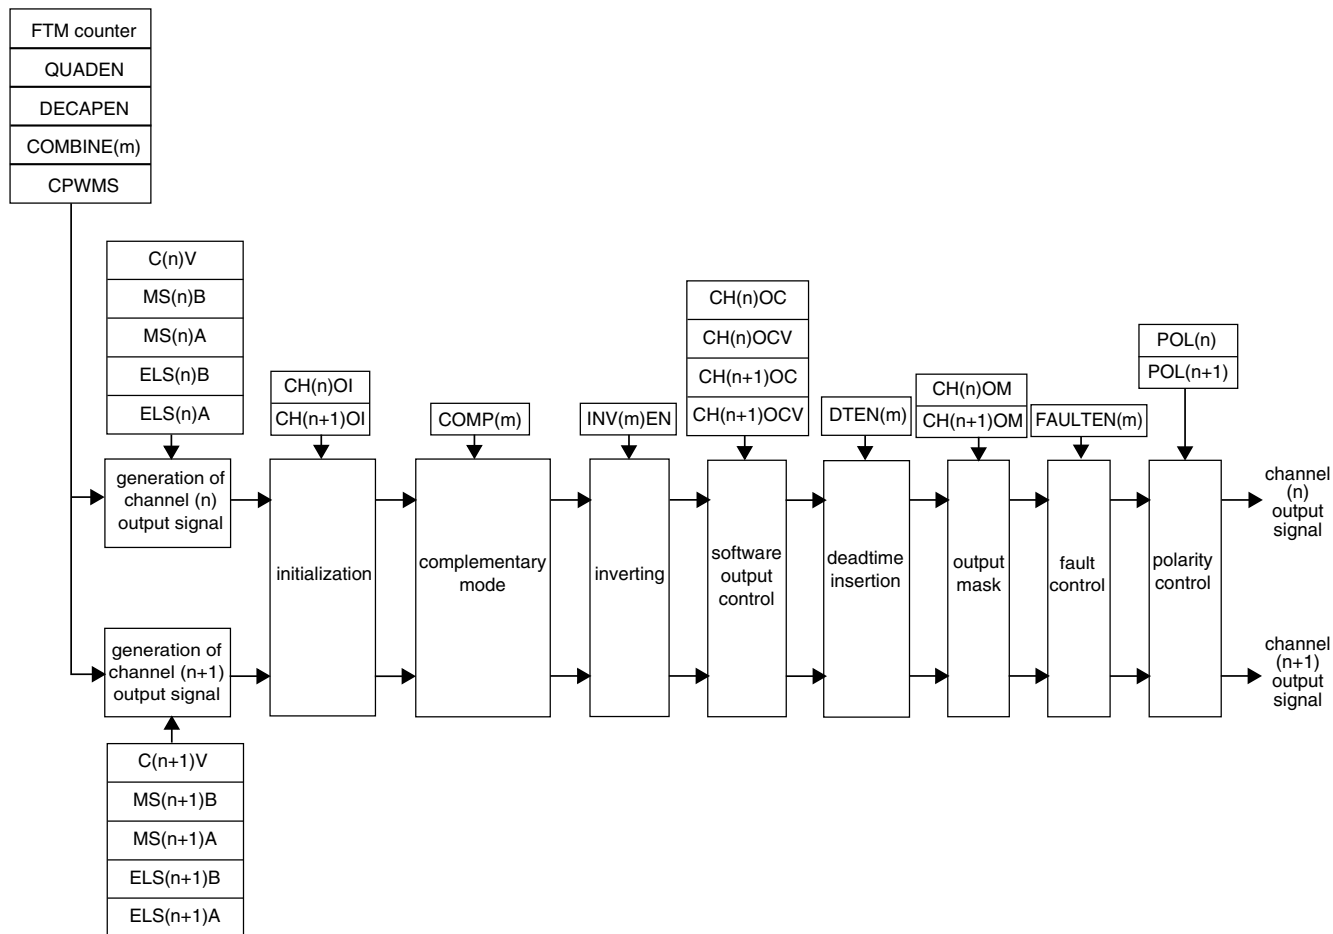 FTM counter
QUADEN
DECAPEN
COMBINE(m)
CPWMS
C(n)V
MS(n)B
MS(n)A
ELS(n)B
ELS(n)A
CH(n)OI
CH(n+1)OI
COMP(m)
INV(m)EN
CH(n)OC
CH(n)OCV
CH(n+1)OC
CH(n+1)OCV
DTEN(m)
CH(n)OM
CH(n+1)OM
FAULTEN(m)
POL(n)
POL(n+1)
generation of
channel (n)
output signal
initialization
complementary
mode
inverting
software
output
control
deadtime
insertion
output
mask
fault
control
polarity
control
channel
(n)
output
signal
generation of
channel (n+1)
output signal
channel
(n+1)
output
signal
C(n+1)V
MS(n+1)B
MS(n+1)A
ELS(n+1)B
ELS(n+1)A